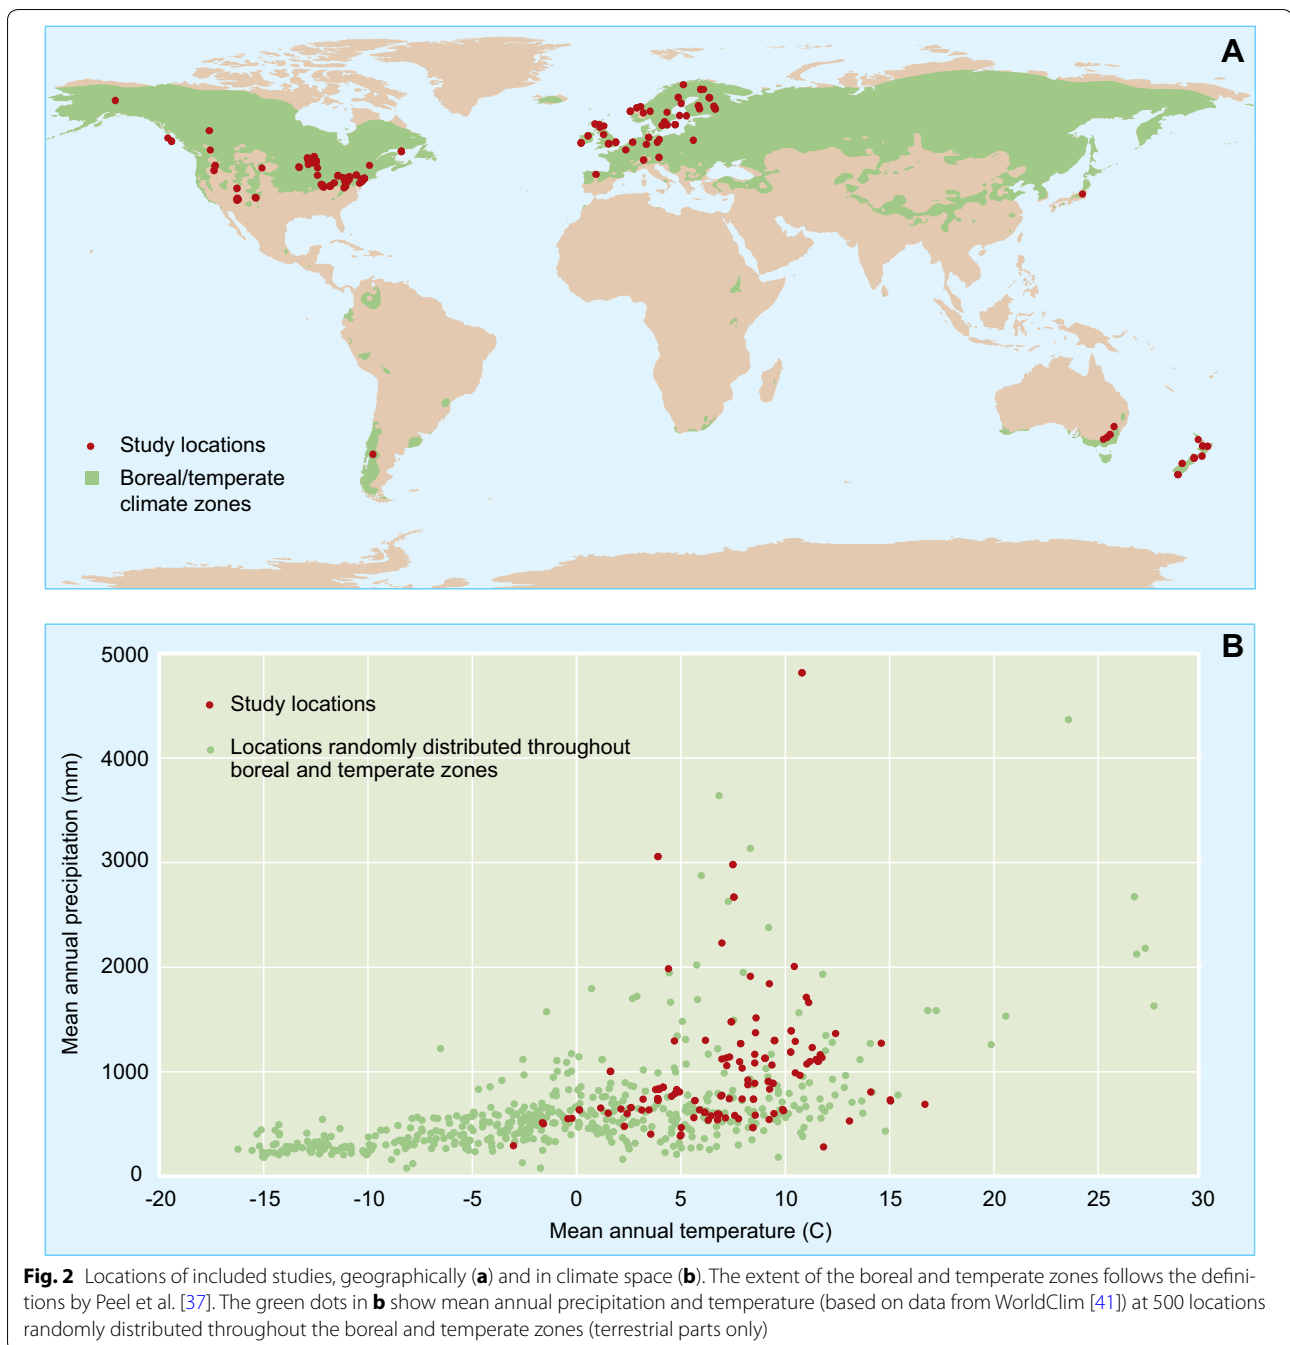 A
Study locations
Boreal/temperate
climate zones
B
5000
4000
3000
2000
1000
0
Mean annual precipitation (mm)
Study locations
Locations randomly distributed throughout
boreal and temperate zones
-20 -15 -10 -5 0 5 10 15 20 25 30
Mean annual temperature (C)
Fig. 2 Locations of included studies, geographically (a) and in climate space (b). The extent of the boreal and temperate zones follows the defini-
tions by Peel et al. [37]. The green dots in b show mean annual precipitation and temperature (based on data from WorldClim [41]) at 500 locations
randomly distributed throughout the boreal and temperate zones (terrestrial parts only)